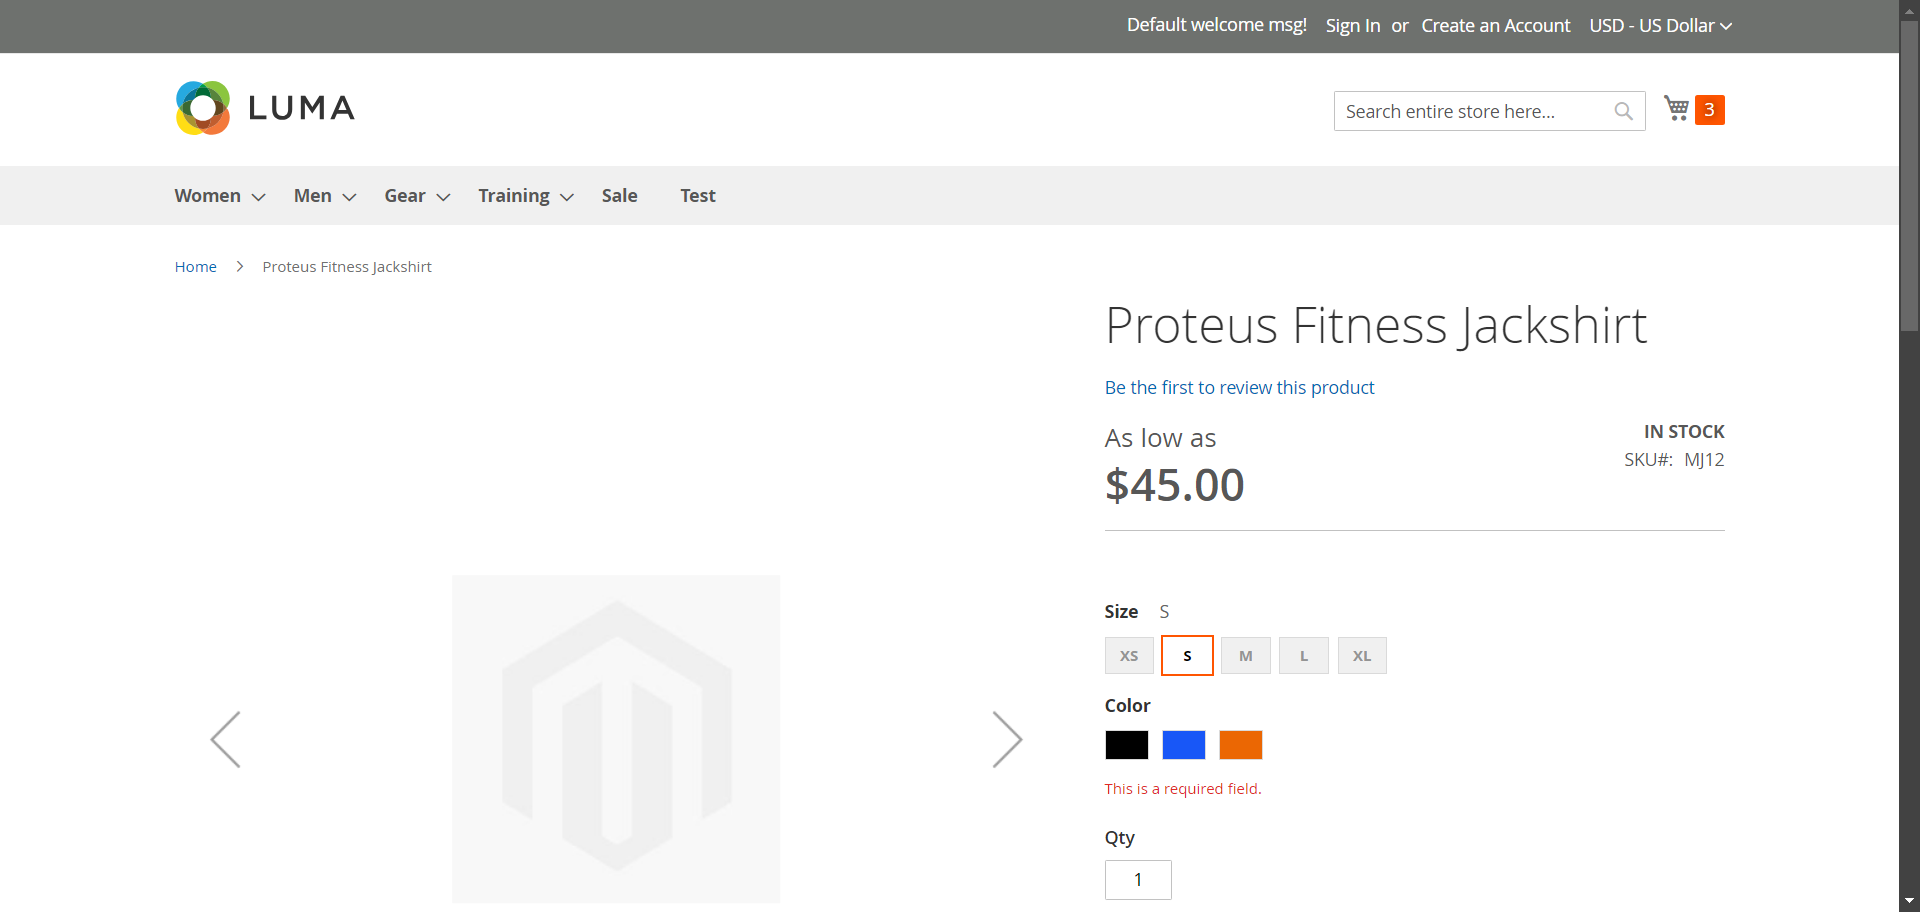 Default welcome msg! Sign In or Create an Account USD - US Dollar
LUMA
Search entire store here...
3
Women Men Gear Training Sale Test
Home Proteus Fitness Jackshirt
Proteus Fitness Jackshirt
Be the first to review this product
As low as
$45.00
IN STOCK
SKU#: MJ12
Size S
XS S M L XL
Color
This is a required field.
Qty
1